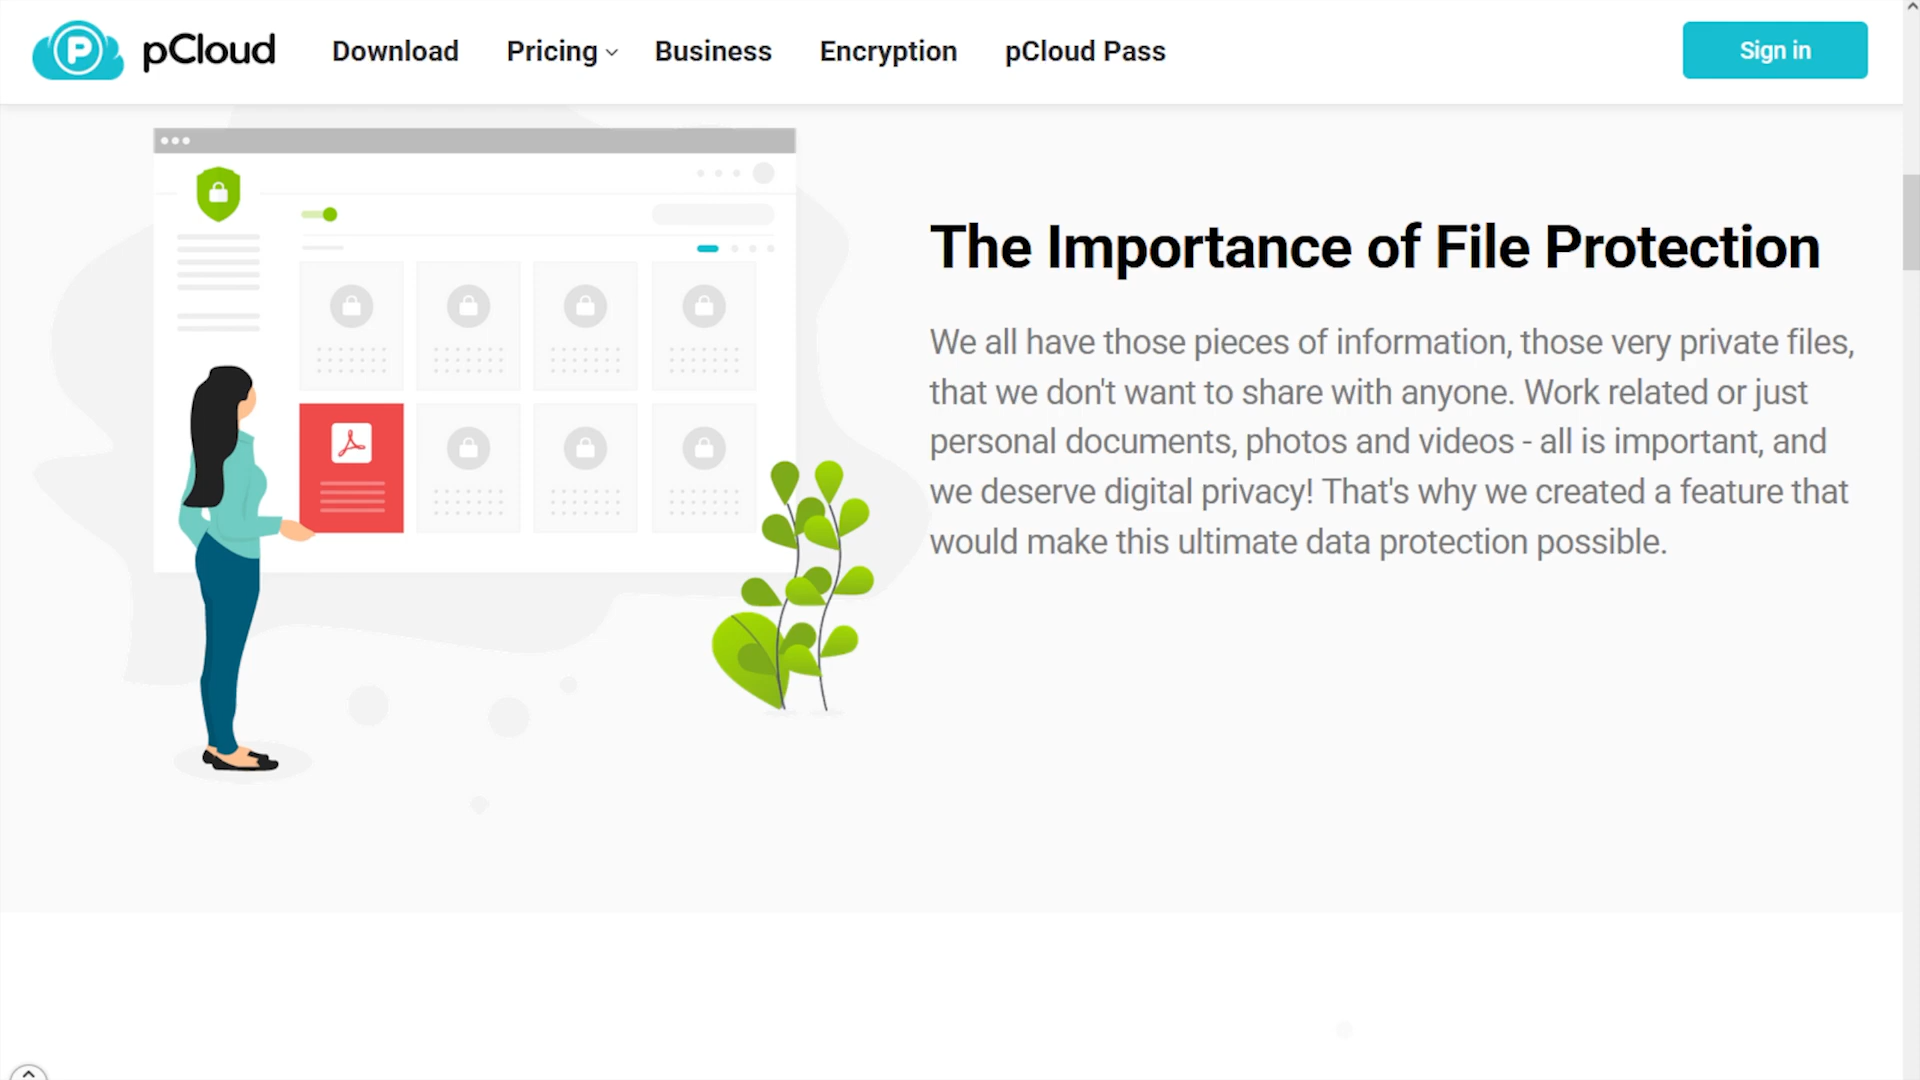 pCloud Download Pricing Business Encryption pCloud Pass Sign in
The Importance of File Protection
We all have those pieces of information, those very private files,
that we don't want to share with anyone. Work related or just
personal documents, photos and videos - all is important, and
we deserve digital privacy! That's why we created a feature that
would make this ultimate data protection possible.